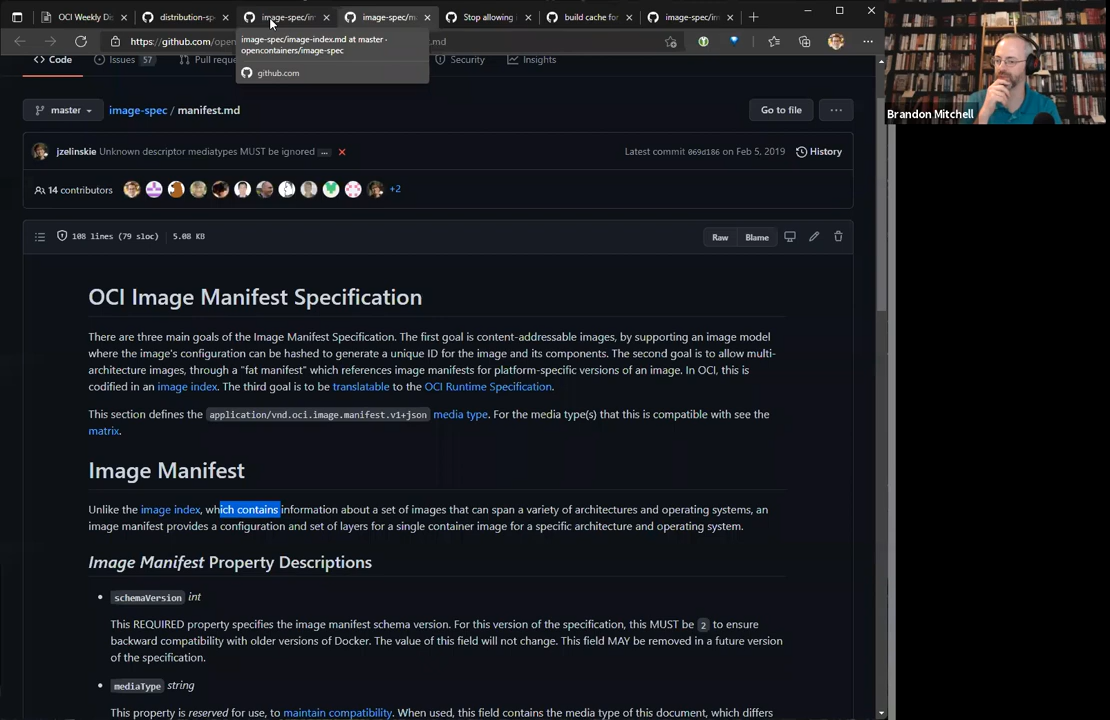 OCI Weekly Di
distribution-sp
image-spec/im
image-spec/ma
Stop allowing
build cache for
image-spec/im
https://github.com/open
.md
image-spec/image-index.md at master ·
opencontainers/image-spec
github.com
Code
Issues 57
Pull reque
Security
Insights
master
image-spec / manifest.md
Go to file
Brandon Mitchell
jzelinskie Unknown descriptor mediatypes MUST be ignored ...
Latest commit 069d186 on Feb 5, 2019
History
14 contributors
+2
108 lines (79 sloc)
5.08 KB
Raw
Blame
OCI Image Manifest Specification
There are three main goals of the Image Manifest Specification. The first goal is content-addressable images, by supporting an image model
where the image's configuration can be hashed to generate a unique ID for the image and its components. The second goal is to allow multi-
architecture images, through a "fat manifest" which references image manifests for platform-specific versions of an image. In OCI, this is
codified in an image index. The third goal is to be translatable to the OCI Runtime Specification.
This section defines the application/vnd.oci.image.manifest.v1+json media type. For the media type(s) that this is compatible with see the
matrix.
Image Manifest
Unlike the image index, which contains information about a set of images that can span a variety of architectures and operating systems, an
image manifest provides a configuration and set of layers for a single container image for a specific architecture and operating system.
Image Manifest Property Descriptions
schemaVersion int
This REQUIRED property specifies the image manifest schema version. For this version of the specification, this MUST be 2 to ensure
backward compatibility with older versions of Docker. The value of this field will not change. This field MAY be removed in a future version
of the specification.
mediaType string
This property is reserved for use, to maintain compatibility. When used, this field contains the media type of this document, which differs